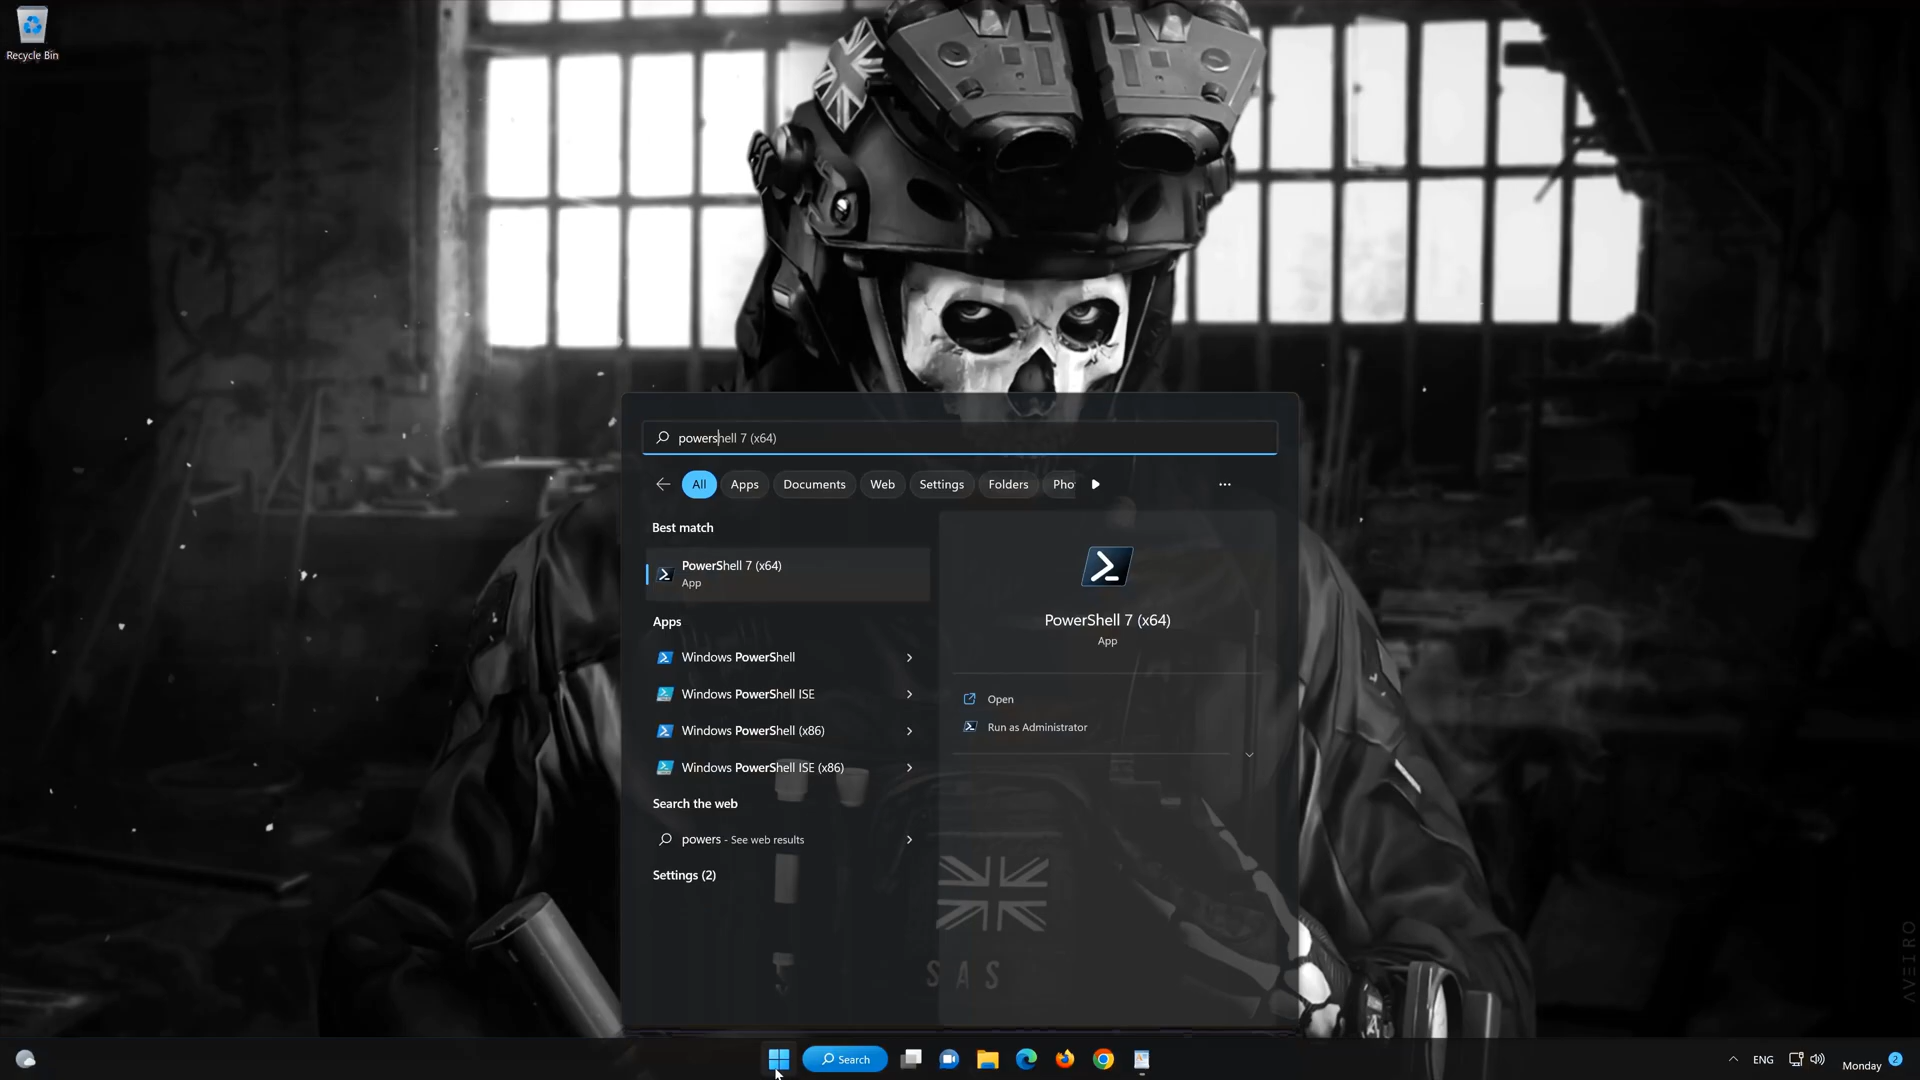 Recycle Bin
powershell 7 (x64)
All Apps Documents Web Settings Folders Pho
Best match
PowerShell 7 (x64)
App
Apps
Windows PowerShell
Windows PowerShell ISE
Windows PowerShell (x86)
Windows PowerShell ISE (x86)
Search the web
powers - See web results
Settings (2)
PowerShell 7 (x64)
App
Open
Run as Administrator
SAS
AVEIRO
Search
ENG
Monday
2